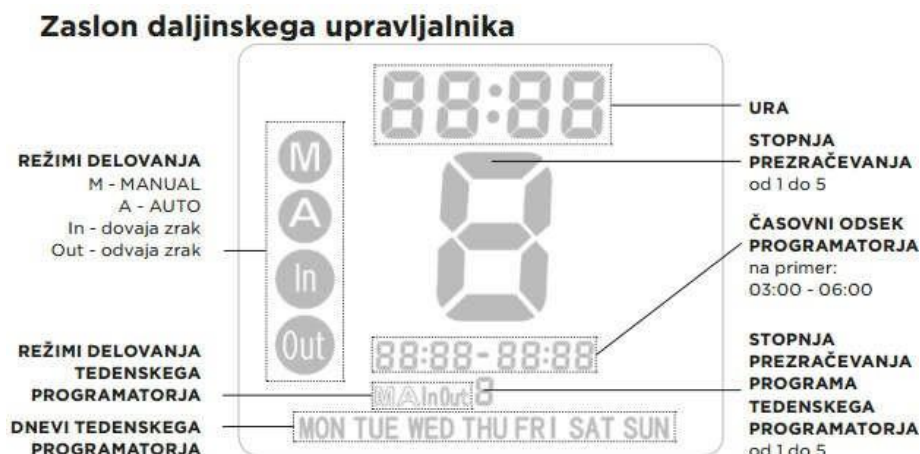 Zaslon daljinskega upravljalnika
REŽIMI DELOVANJA
M - MANUAL
A - AUTO
In - dovaja zrak
Out - odvaja zrak
REŽIMI DELOVANJA
TEDENSKEGA
PROGRAMATORJA
DNEVI TEDENSKEGA
PROGRAMATORJA
M
A
In
Out
88:88
8
88:88-88:88
MAInOut 8
MON TUE WED THU FRI SAT SUN
URA
STOPNJA
PREZRAČEVANJA
od 1 do 5
ČASOVNI ODSEK
PROGRAMATORJA
na primer:
03:00 - 06:00
STOPNJA
PREZRAČEVANJA
PROGRAMA
TEDENSKEGA
PROGRAMATORJA
od 1 do 5